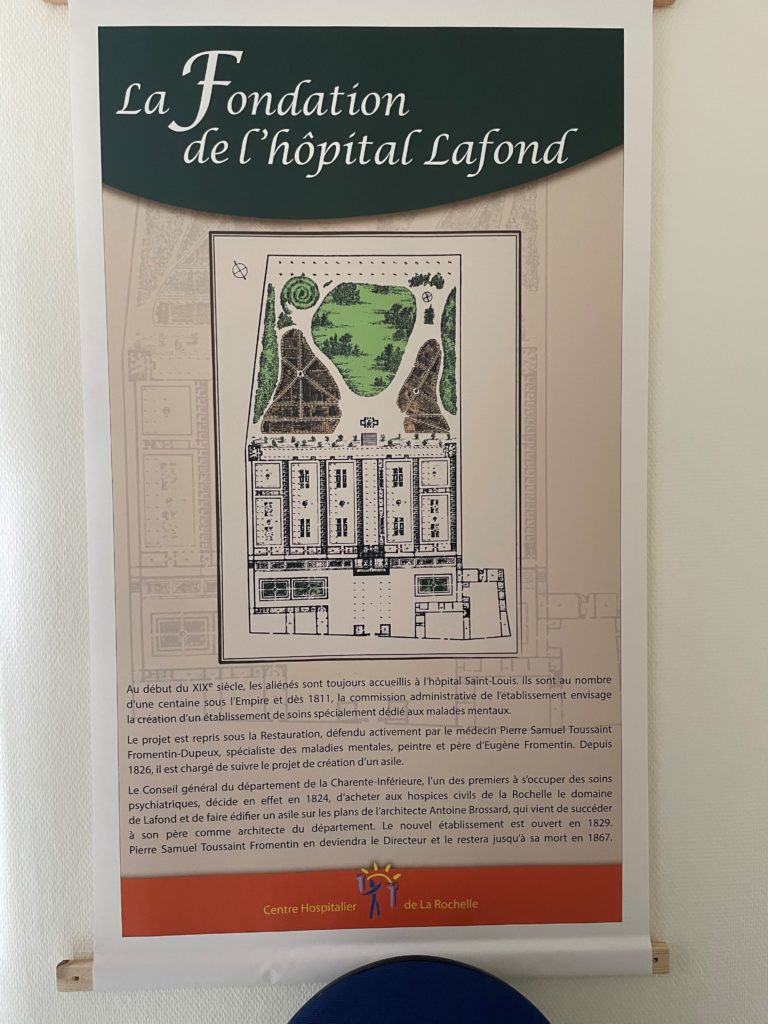 La Fondation
de l'hôpital Lafond
Au début du XIXe siècle, les aliénés sont toujours accueillis à l'hôpital Saint-Louis. Ils sont au nombre
d'une centaine sous l'Empire et dès 1811, la commission administrative de l'établissement envisage
la création d'un établissement de soins spécialement dédié aux malades mentaux.
Le projet est repris sous la Restauration, défendu activement par le médecin Pierre Samuel Toussaint
Fromentin-Dupeux, spécialiste des maladies mentales, peintre et père d'Eugène Fromentin. Depuis
1826, il est chargé de suivre le projet de création d'un asile.
Le Conseil général du département de la Charente-Inférieure, l'un des premiers à s'occuper des soins
psychiatriques, décide en effet en 1824, d'acheter aux hospices civils de la Rochelle le domaine
de Lafond et de faire édifier un asile sur les plans de l'architecte Antoine Brossard, qui vient de succéder
à son père comme architecte du département. Le nouvel établissement est ouvert en 1829.
Pierre Samuel Toussaint Fromentin en deviendra le Directeur et le restera jusqu'à sa mort en 1867.
Centre Hospitalier de La Rochelle